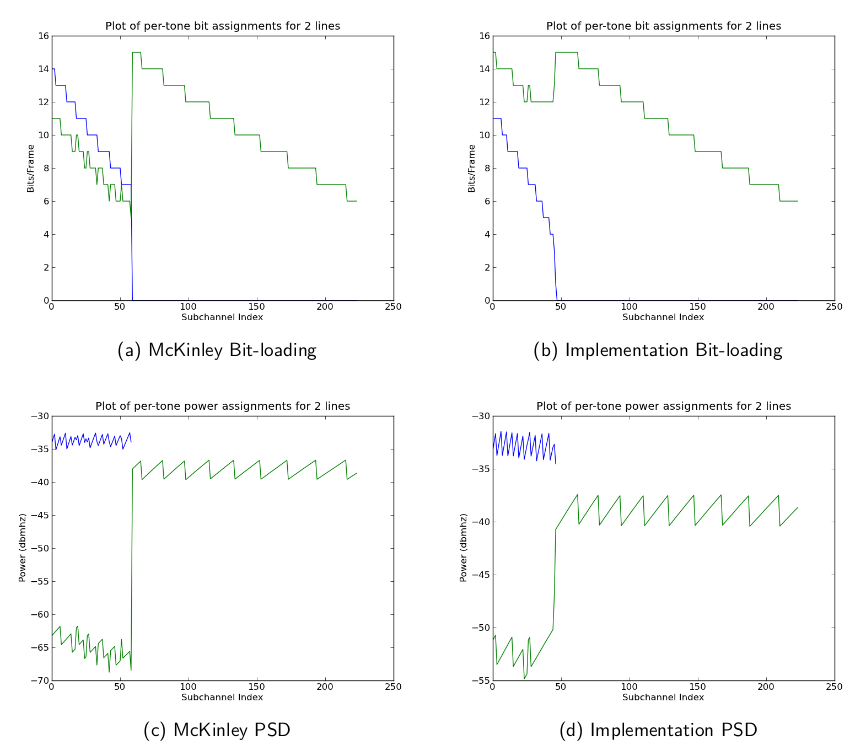 Plot of per-tone bit assignments for 2 lines
16
14
12
10
8
6
4
2
0
Bits/Frame
0 50 100 150 200 250
Subchannel Index
(a) McKinley Bit-loading
Plot of per-tone bit assignments for 2 lines
16
14
12
10
8
6
4
2
0
Bits/Frame
0 50 100 150 200 250
Subchannel Index
(b) Implementation Bit-loading
Plot of per-tone power assignments for 2 lines
−30
−35
−40
−45
−50
−55
−60
−65
−70
Power (dbmhz)
0 50 100 150 200 250
Subchannel Index
(c) McKinley PSD
Plot of per-tone power assignments for 2 lines
−30
−35
−40
−45
−50
−55
Power (dbmhz)
0 50 100 150 200 250
Subchannel Index
(d) Implementation PSD